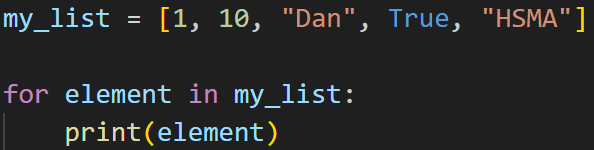 my_list = [1, 10, "Dan", True, "HSMA"]
for element in my_list:
    print(element)